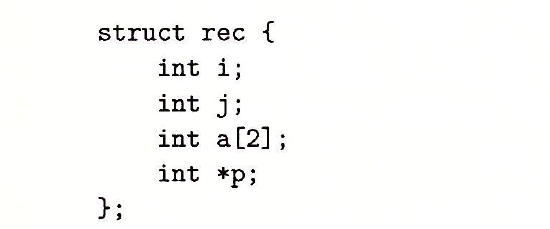 struct rec {
    int i;
    int j;
    int a[2];
    int *p;
};